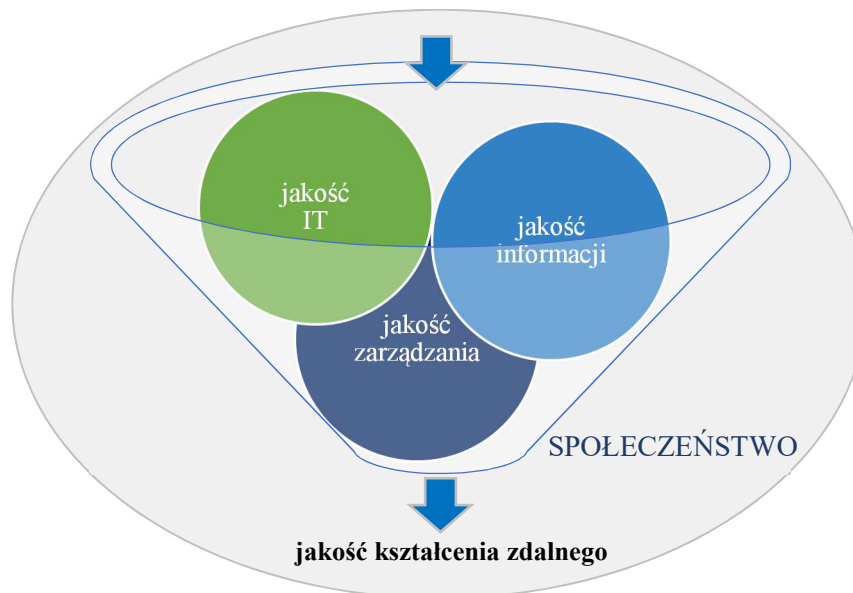 jakość
IT
jakość
informacji
jakość
zarządzania
SPOŁECZEŃSTWO
jakość kształcenia zdalnego